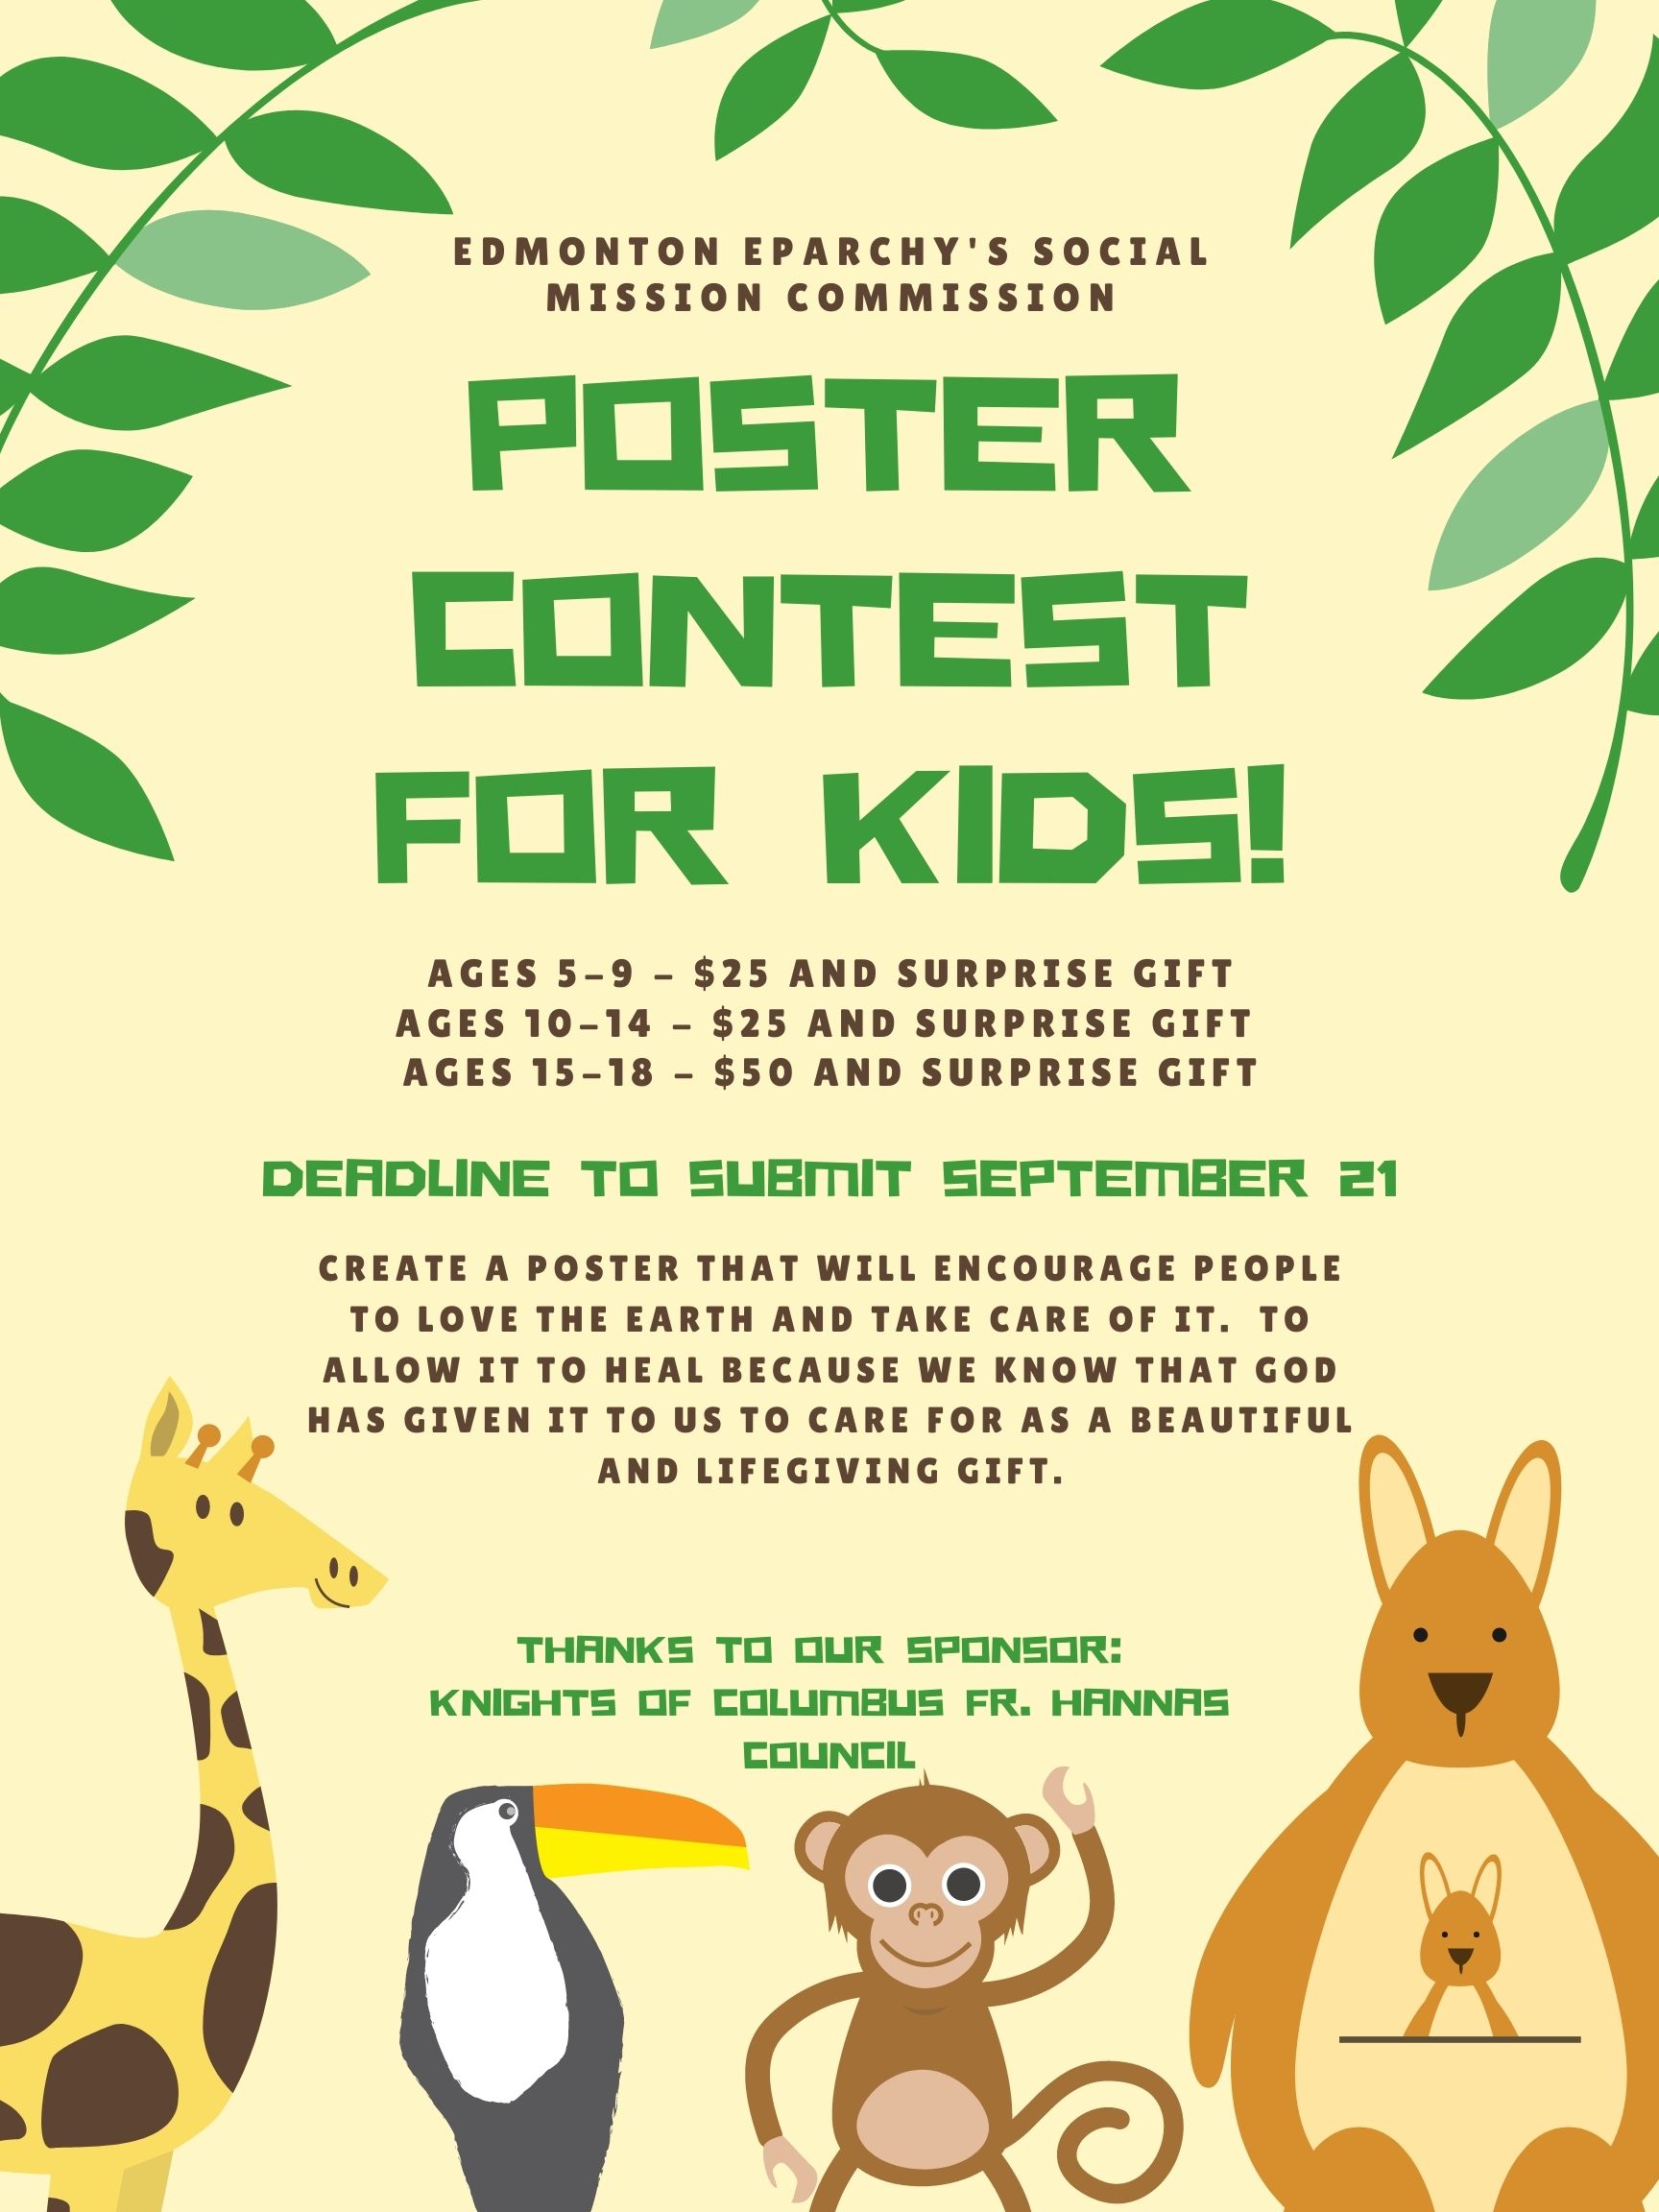 EDMONTON EPARCHY'S SOCIAL
MISSION COMMISSION
POSTER
CONTEST
FOR KIDS!
AGES 5-9 - $25 AND SURPRISE GIFT
AGES 10-14 - $25 AND SURPRISE GIFT
AGES 15-18 - $50 AND SURPRISE GIFT
DEADLINE TO SUBMIT SEPTEMBER 21
CREATE A POSTER THAT WILL ENCOURAGE PEOPLE
TO LOVE THE EARTH AND TAKE CARE OF IT. TO
ALLOW IT TO HEAL BECAUSE WE KNOW THAT GOD
HAS GIVEN IT TO US TO CARE FOR AS A BEAUTIFUL
AND LIFEGIVING GIFT.
THANKS TO OUR SPONSOR:
KNIGHTS OF COLUMBUS FR. HANNAS
COUNCIL